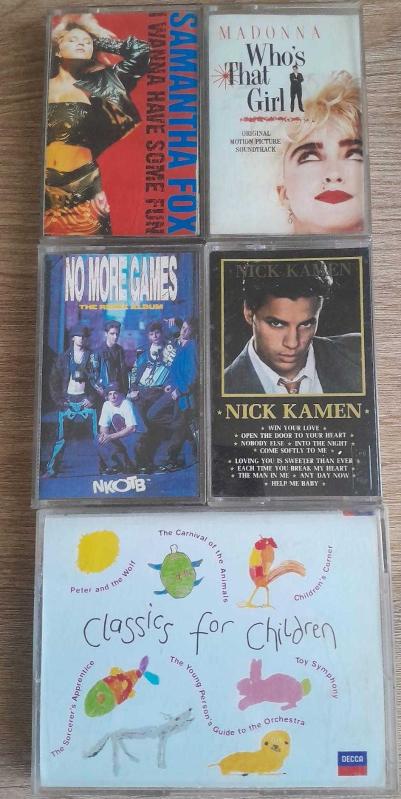 SAMANTHA FOX
I WANNA HAVE SOME FUN
MADONNA
Who's
That
Girl
ORIGINAL
MOTION PICTURE
SOUNDTRACK
NO MORE GAMES
THE REMIX ALBUM
NKOTB
NICK KAMEN
★ NICK KAMEN ★
★ WIN YOUR LOVE ★
★ OPEN THE DOOR TO YOUR HEART ★
NOBODY ELSE ★ INTO THE NIGHT
COME SOFTLY TO ME
LOVING YOU IS SWEETER THAN EVER
★ EACH TIME YOU BREAK MY HEART ★
THE MAN IN ME ★ ANY DAY NOW
★ HELP ME BABY ★
Peter and the Wolf
The Carnival of the Animals
Children's Corner
Classics for Children
The Sorcerer's Apprentice
The Young Person's Guide to the Orchestra
Toy Symphony
DECCA